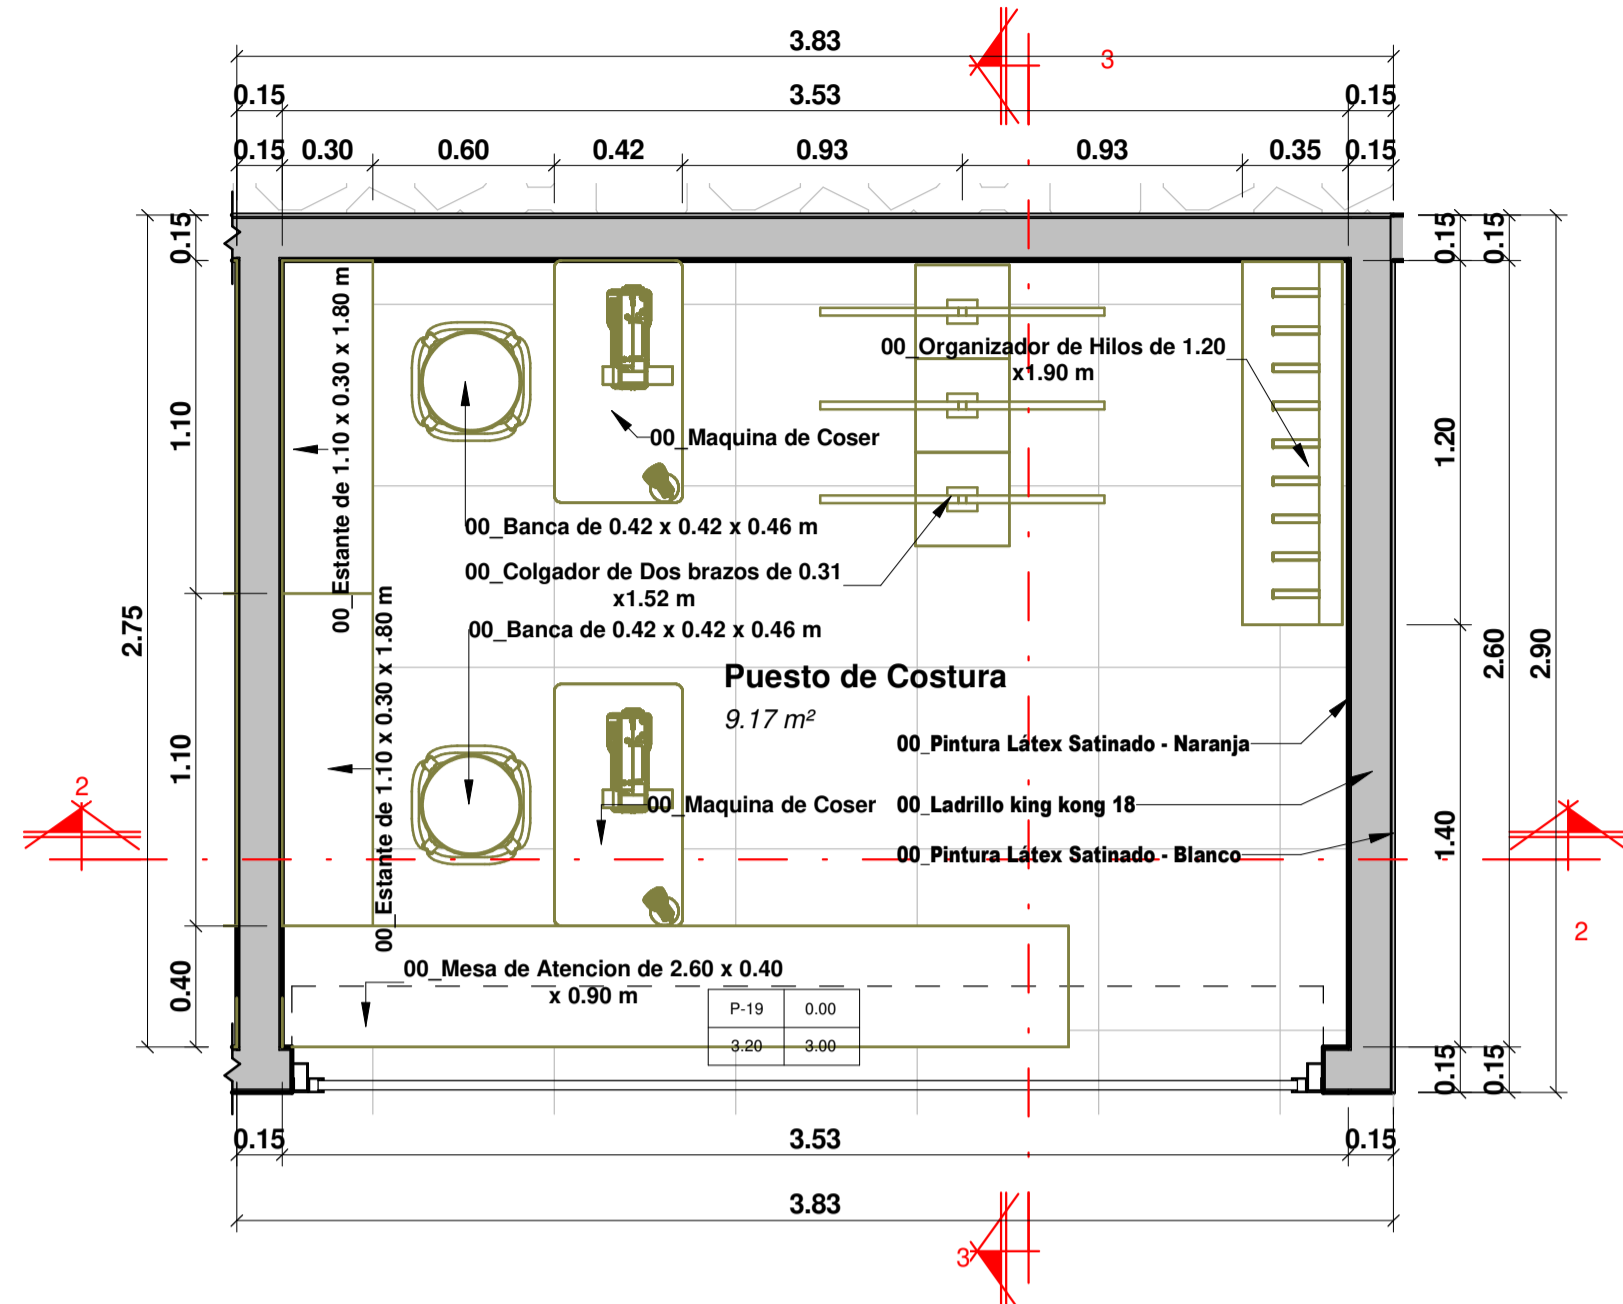 3.83
3
0.15 3.53 0.15
0.15 0.30 0.60 0.42 0.93 0.93 0.35 0.15
0.15
0.15
0.15
00_Estante de 1.10 x 0.30 x 1.80 m
00_Organizador de Hilos de 1.20
x1.90 m
1.10
00_Maquina de Coser
1.20
00_Banca de 0.42 x 0.42 x 0.46 m
00_Colgador de Dos brazos de 0.31
x1.52 m
00_Banca de 0.42 x 0.42 x 0.46 m
2.75
2.60
2.90
00_Estante de 1.10 x 0.30 x 1.80 m
Puesto de Costura
9.17 m²
00_Pintura Látex Satinado - Naranja
1.10
2
00_Maquina de Coser
00_Ladrillo king kong 18
1.40
00_Pintura Látex Satinado - Blanco
2
0.40
00_Mesa de Atencion de 2.60 x 0.40
x 0.90 m
P-19 0.00
3.20 3.00
0.15
0.15
0.15 3.53 0.15
3.83
3